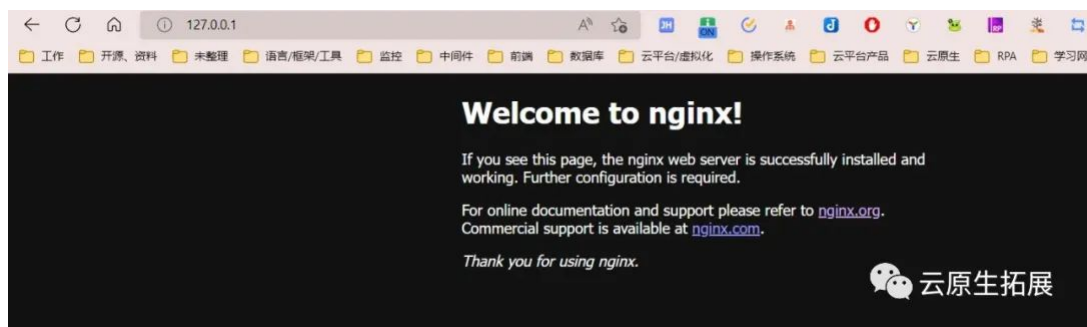 127.0.0.1
工作 开源、资料 未整理 语言/框架/工具 监控 中间件 前端 数据库 云平台/虚拟化 操作系统 云平台产品 云原生 RPA 学习网
Welcome to nginx!
If you see this page, the nginx web server is successfully installed and
working. Further configuration is required.
For online documentation and support please refer to nginx.org.
Commercial support is available at nginx.com.
Thank you for using nginx.
云原生拓展